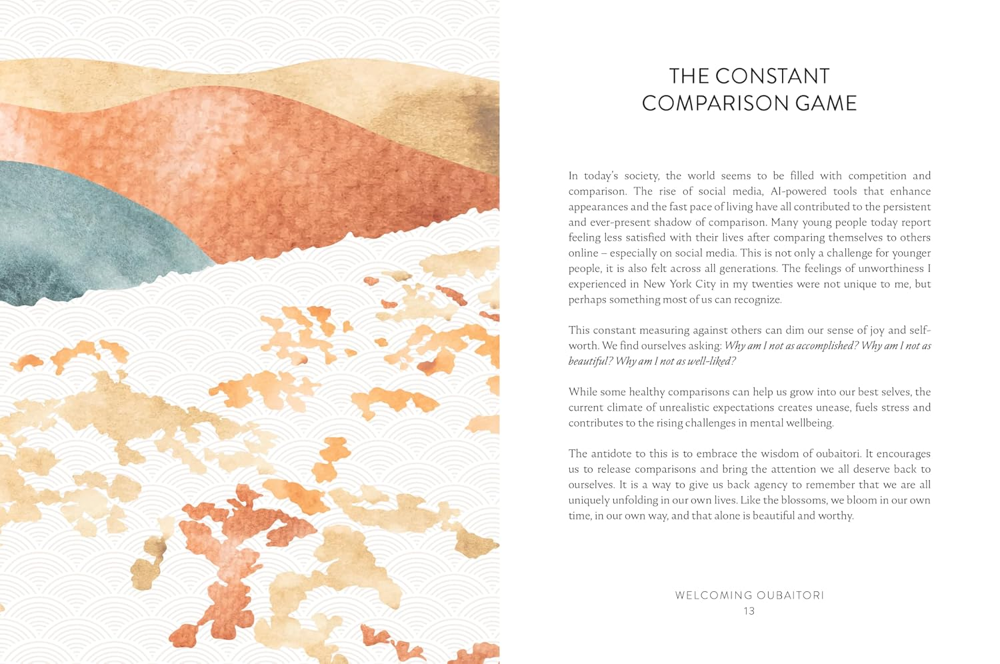 THE CONSTANT
COMPARISON GAME
In today’s society, the world seems to be filled with competition and
comparison. The rise of social media, AI-powered tools that enhance
appearances and the fast pace of living have all contributed to the persistent
and ever-present shadow of comparison. Many young people today report
feeling less satisfied with their lives after comparing themselves to others
online – especially on social media. This is not only a challenge for younger
people, it is also felt across all generations. The feelings of unworthiness I
experienced in New York City in my twenties were not unique to me, but
perhaps something most of us can recognize.
This constant measuring against others can dim our sense of joy and self-
worth. We find ourselves asking: Why am I not as accomplished? Why am I not as
beautiful? Why am I not as well-liked?
While some healthy comparisons can help us grow into our best selves, the
current climate of unrealistic expectations creates unease, fuels stress and
contributes to the rising challenges in mental wellbeing.
The antidote to this is to embrace the wisdom of oubaitori. It encourages
us to release comparisons and bring the attention we all deserve back to
ourselves. It is a way to give us back agency to remember that we are all
uniquely unfolding in our own lives. Like the blossoms, we bloom in our own
time, in our own way, and that alone is beautiful and worthy.
WELCOMING OUBAITORI
13